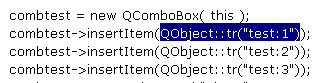 combtest = new QComboBox( this );
combtest->insertItem(QObject::tr("test:1"));
combtest->insertItem(QObject::tr("test:2"));
combtest->insertItem(QObject::tr("test:3"));